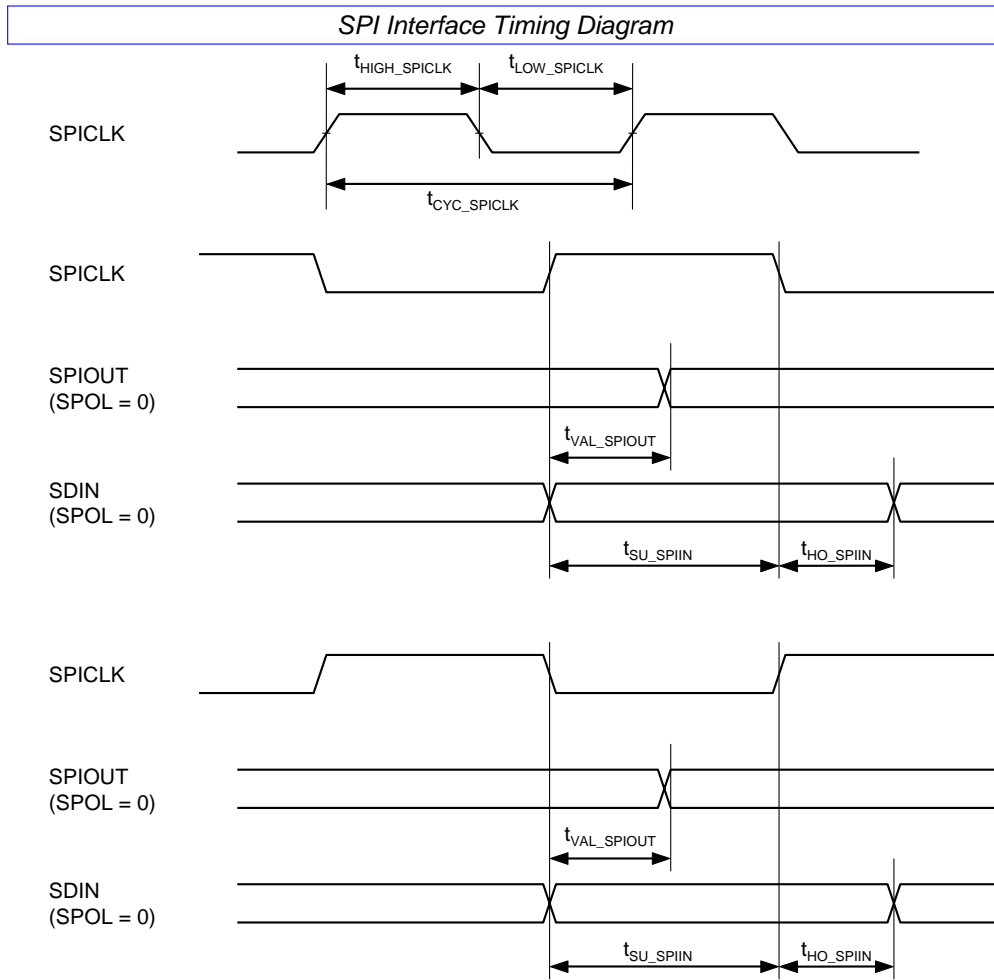 SPI Interface Timing Diagram
tHIGH_SPICLK tLOW_SPICLK
SPICLK
tCYC_SPICLK
SPICLK
SPIOUT
(SPOL = 0)
tVAL_SPIOUT
SDIN
(SPOL = 0)
tSU_SPIIN tHO_SPIIN
SPICLK
SPIOUT
(SPOL = 0)
tVAL_SPIOUT
SDIN
(SPOL = 0)
tSU_SPIIN tHO_SPIIN